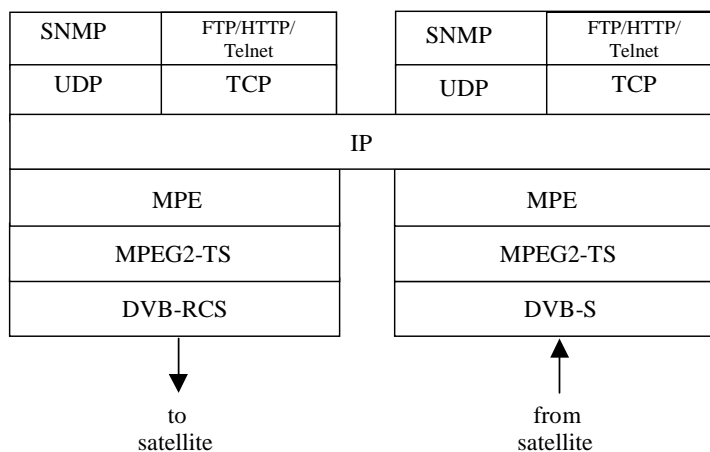 SNMP
FTP/HTTP/
Telnet
SNMP
FTP/HTTP/
Telnet
UDP
TCP
UDP
TCP
IP
MPE
MPE
MPEG2-TS
MPEG2-TS
DVB-RCS
DVB-S
to
satellite
from
satellite